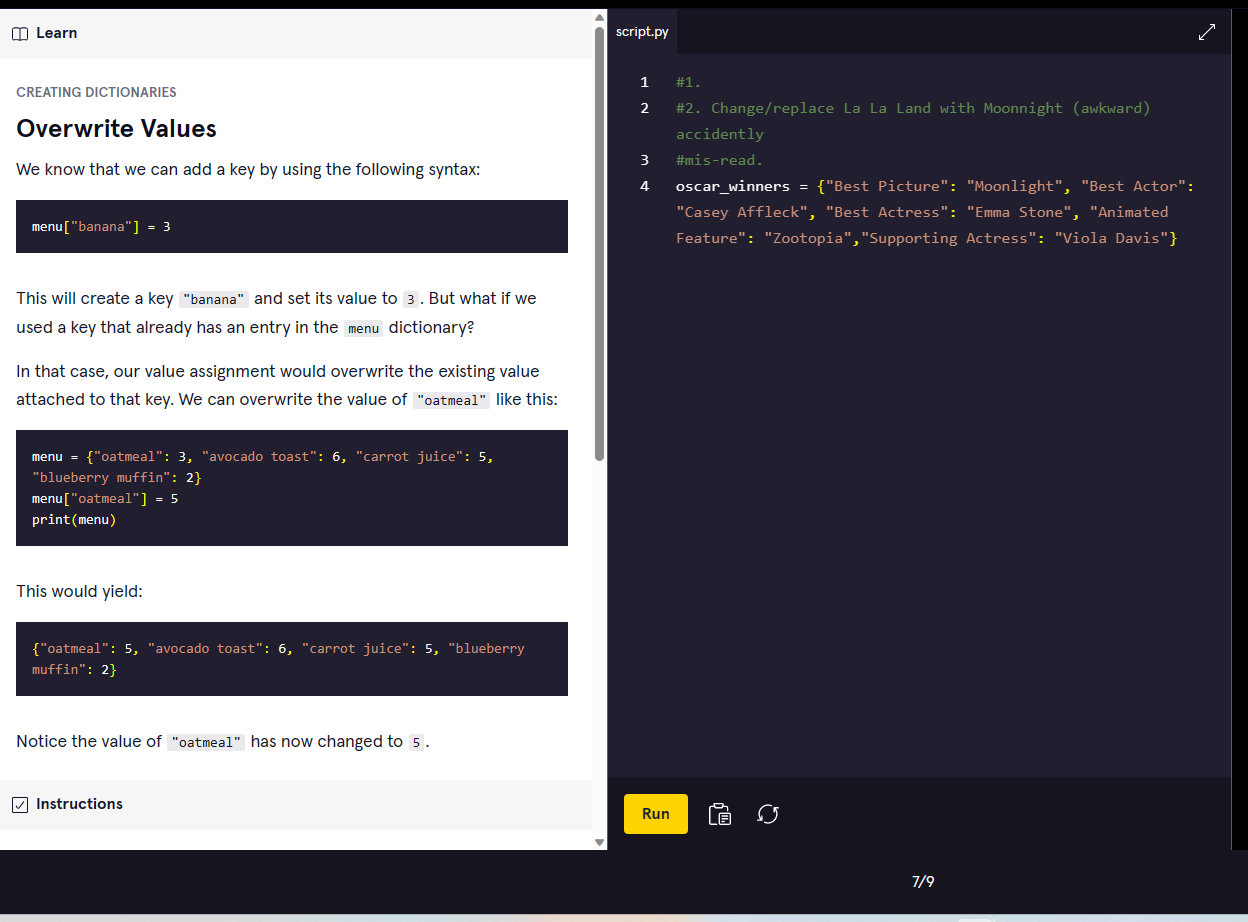 Learn
CREATING DICTIONARIES
Overwrite Values
We know that we can add a key by using the following syntax:
menu["banana"] = 3
This will create a key "banana" and set its value to 3. But what if we
used a key that already has an entry in the menu dictionary?
In that case, our value assignment would overwrite the existing value
attached to that key. We can overwrite the value of "oatmeal" like this:
menu = {"oatmeal": 3, "avocado toast": 6, "carrot juice": 5,
"blueberry muffin": 2}
menu["oatmeal"] = 5
print(menu)
This would yield:
{"oatmeal": 5, "avocado toast": 6, "carrot juice": 5, "blueberry
muffin": 2}
Notice the value of "oatmeal" has now changed to 5.
Instructions
script.py
1 #1.
2 #2. Change/replace La La Land with Moonnight (awkward)
accidently
3 #mis-read.
4 oscar_winners = {"Best Picture": "Moonlight", "Best Actor":
"Casey Affleck", "Best Actress": "Emma Stone", "Animated
Feature": "Zootopia","Supporting Actress": "Viola Davis"}
Run
7/9